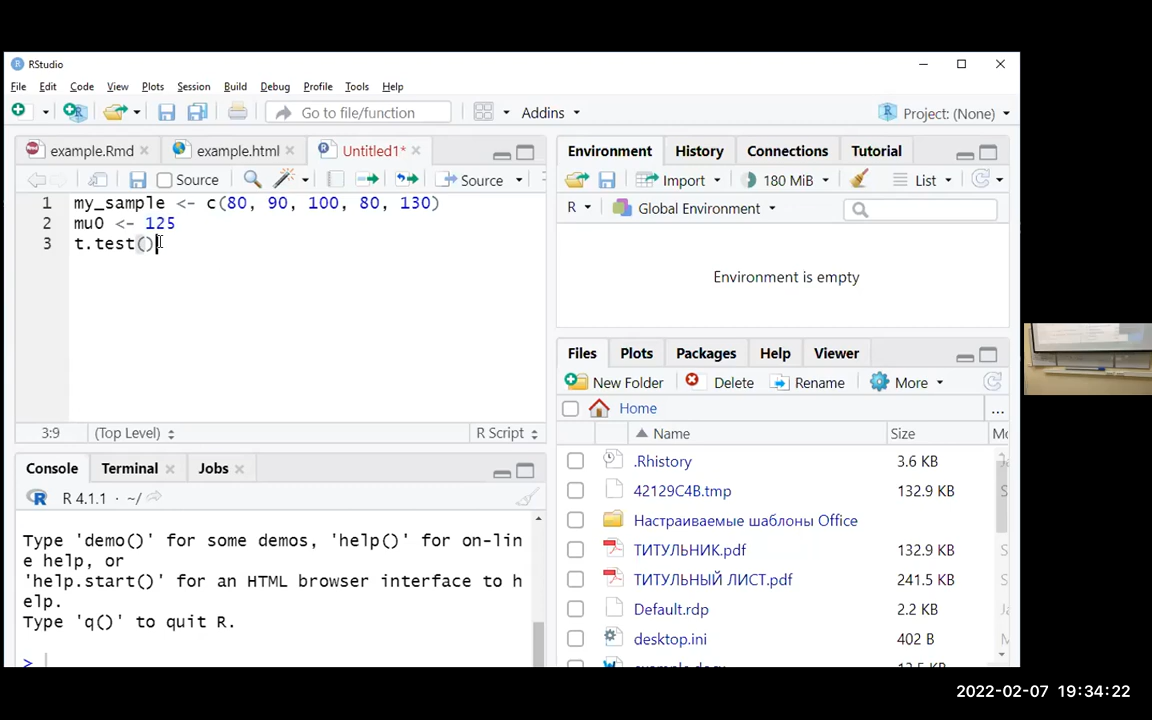 RStudio
File Edit Code View Plots Session Build Debug Profile Tools Help
Go to file/function Addins Project: (None)
example.Rmd example.html Untitled1*
Source Source
1 my_sample <- c(80, 90, 100, 80, 130)
2 mu0 <- 125
3 t.test()
3:9 (Top Level) R Script
Console Terminal Jobs
R 4.1.1 · ~/
Type 'demo()' for some demos, 'help()' for on-lin
e help, or
'help.start()' for an HTML browser interface to h
elp.
Type 'q()' to quit R.
>
Environment History Connections Tutorial
Import 180 MiB List
R Global Environment
Environment is empty
Files Plots Packages Help Viewer
New Folder Delete Rename More
Home ...
Name Size
.Rhistory 3.6 KB
42129C4B.tmp 132.9 KB
Настраиваемые шаблоны Office
ТИТУЛЬНИК.pdf 132.9 KB
ТИТУЛЬНЫЙ ЛИСТ.pdf 241.5 KB
Default.rdp 2.2 KB
desktop.ini 402 B
2022-02-07 19:34:22